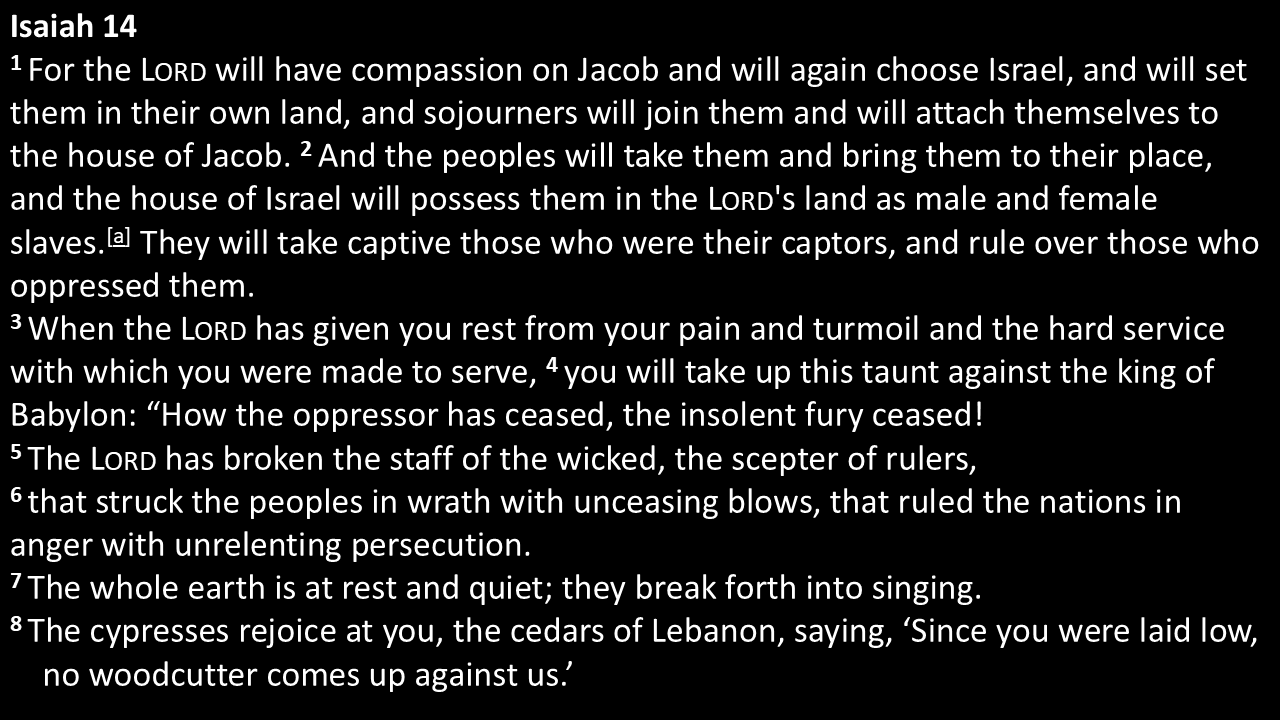 Isaiah 14
1 For the LORD will have compassion on Jacob and will again choose Israel, and will set
them in their own land, and sojourners will join them and will attach themselves to
the house of Jacob. 2 And the peoples will take them and bring them to their place,
and the house of Israel will possess them in the LORD's land as male and female
slaves.[a] They will take captive those who were their captors, and rule over those who
oppressed them.
3 When the LORD has given you rest from your pain and turmoil and the hard service
with which you were made to serve, 4 you will take up this taunt against the king of
Babylon: “How the oppressor has ceased, the insolent fury ceased!
5 The LORD has broken the staff of the wicked, the scepter of rulers,
6 that struck the peoples in wrath with unceasing blows, that ruled the nations in
anger with unrelenting persecution.
7 The whole earth is at rest and quiet; they break forth into singing.
8 The cypresses rejoice at you, the cedars of Lebanon, saying, ‘Since you were laid low,
no woodcutter comes up against us.’